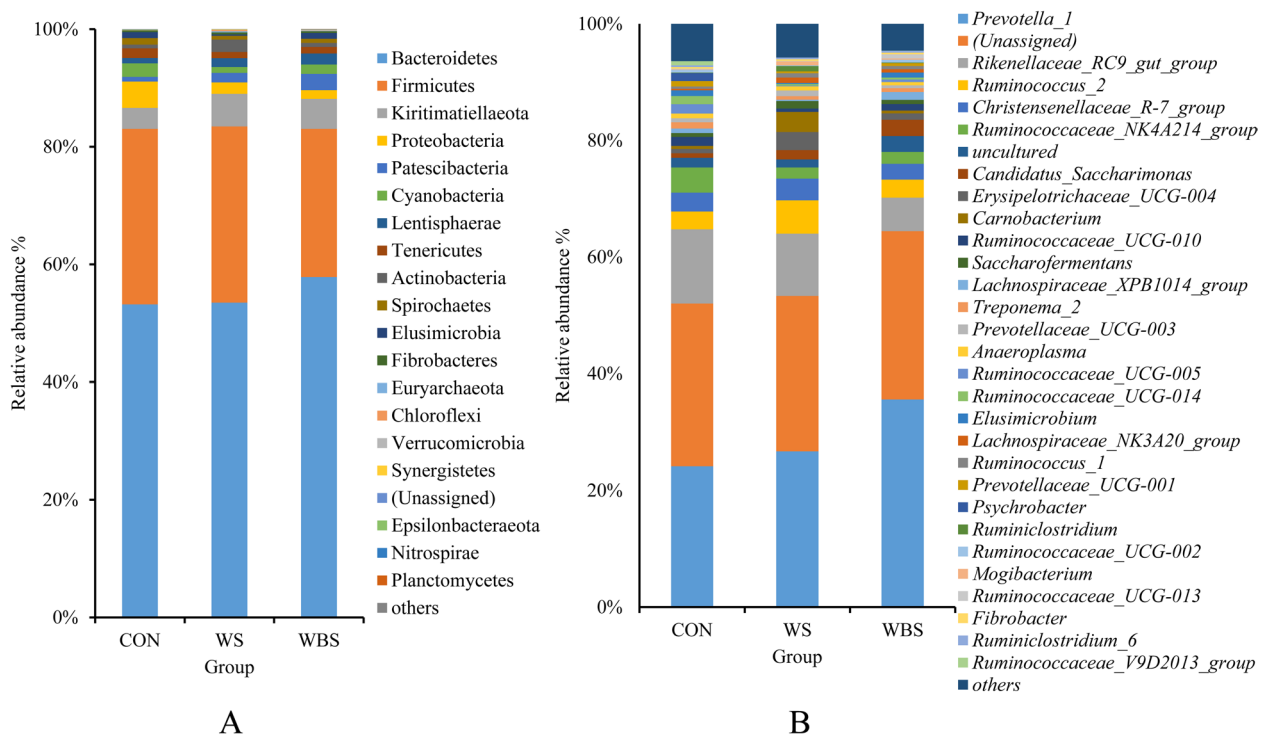 Relative abundance %
100%
80%
60%
40%
20%
0%
CON
WS
WBS
Group
Bacteroidetes
Firmicutes
Kiritimatiellaeota
Proteobacteria
Patescibacteria
Cyanobacteria
Lentisphaerae
Tenericutes
Actinobacteria
Spirochaetes
Elusimicrobia
Fibrobacteres
Euryarchaeota
Chloroflexi
Verrucomicrobia
Synergistetes
(Unassigned)
Epsilonbacteraeota
Nitrospirae
Planctomycetes
others
A
Relative abundance %
100%
80%
60%
40%
20%
0%
CON
WS
WBS
Group
Prevotella_1
(Unassigned)
Rikenellaceae_RC9_gut_group
Ruminococcus_2
Christensenellaceae_R-7_group
Ruminococcaceae_NK4A214_group
uncultured
Candidatus_Saccharimonas
Erysipelotrichaceae_UCG-004
Carnobacterium
Ruminococcaceae_UCG-010
Saccharofermentans
Lachnospiraceae_XPB1014_group
Treponema_2
Prevotellaceae_UCG-003
Anaeroplasma
Ruminococcaceae_UCG-005
Ruminococcaceae_UCG-014
Elusimicrobium
Lachnospiraceae_NK3A20_group
Ruminococcus_1
Prevotellaceae_UCG-001
Psychrobacter
Ruminiclostridium
Ruminococcaceae_UCG-002
Mogibacterium
Ruminococcaceae_UCG-013
Fibrobacter
Ruminiclostridium_6
Ruminococcaceae_V9D2013_group
others
B